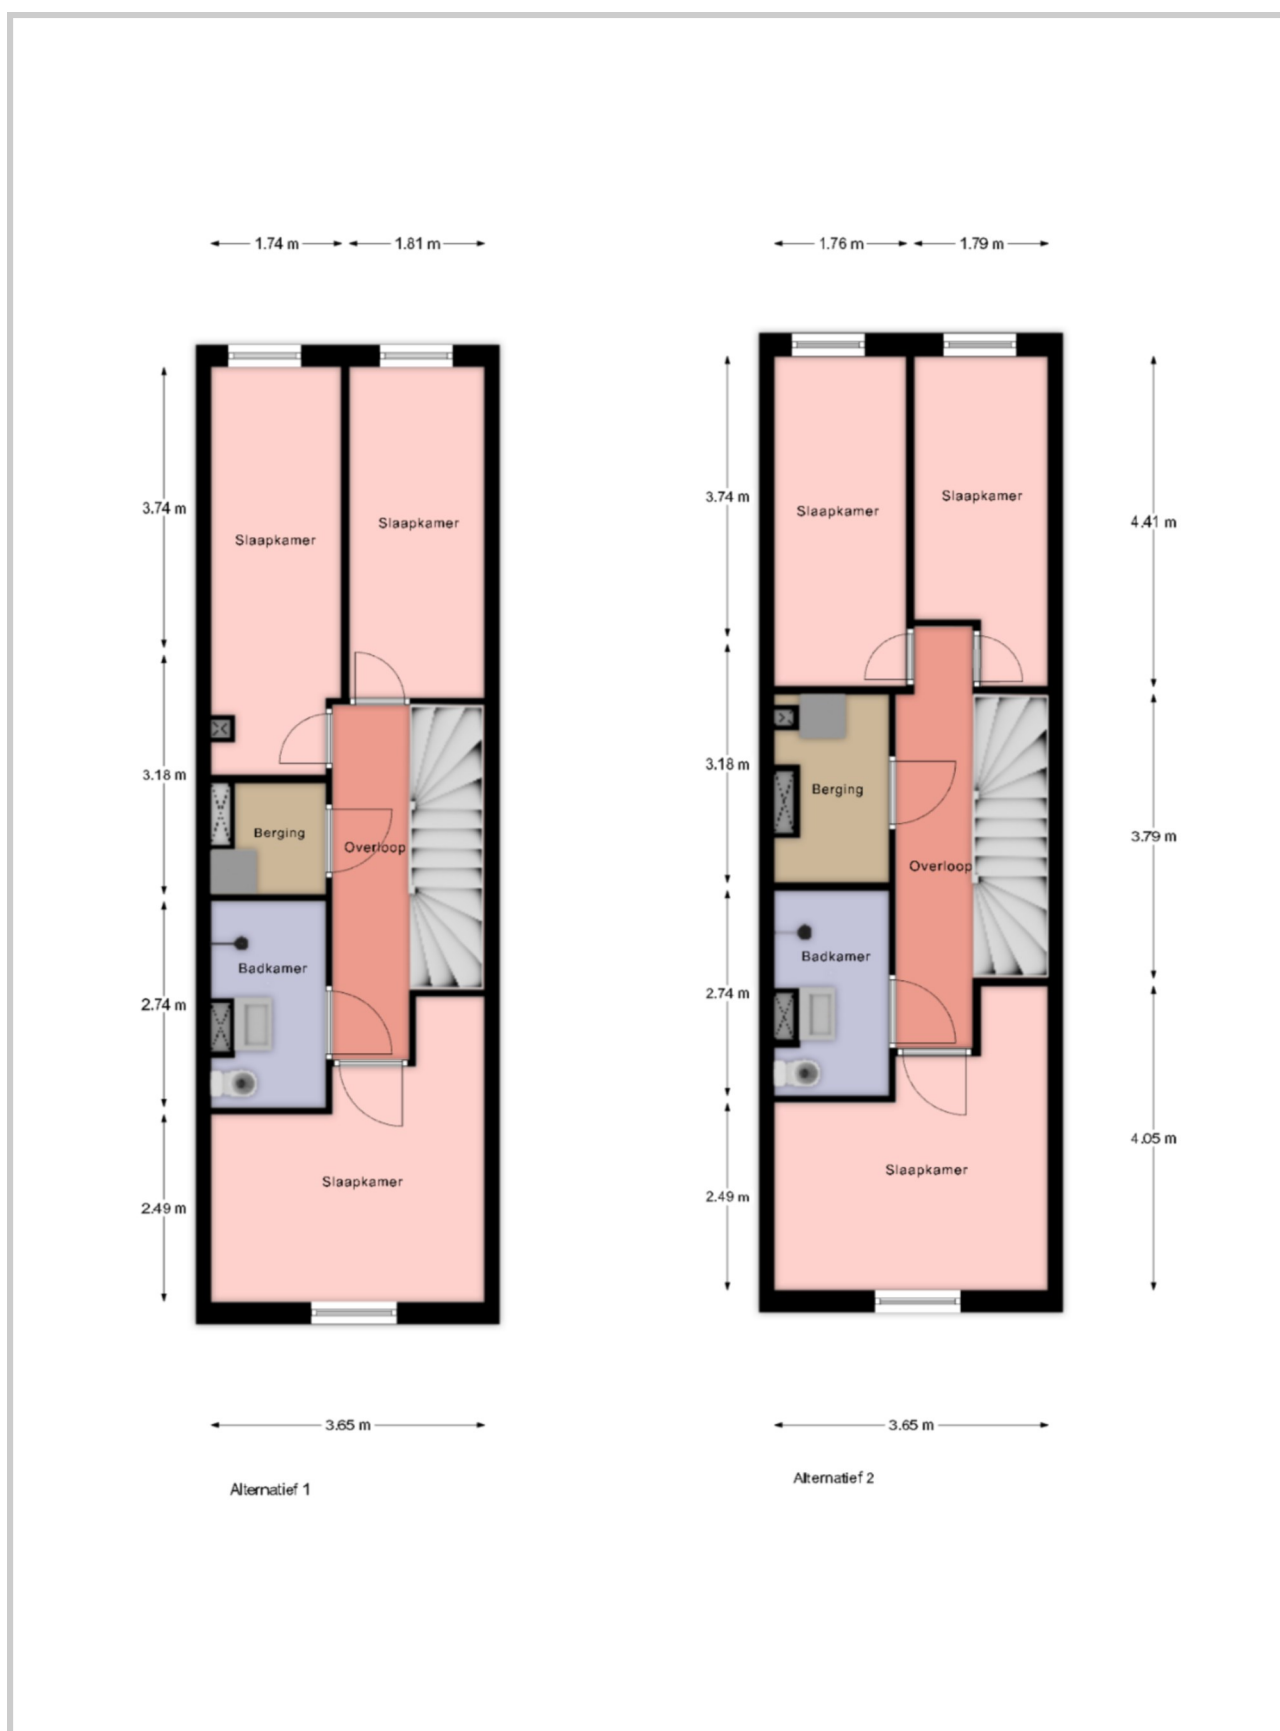 1.74 m
1.81 m
3.74 m
Slaapkamer
Slaapkamer
3.18 m
Berging
Overloop
Badkamer
2.74 m
Slaapkamer
2.49 m
3.65 m
Alternatief 1
1.76 m
1.79 m
3.74 m
Slaapkamer
Slaapkamer
4.41 m
3.18 m
Berging
Overloop
3.79 m
Badkamer
2.74 m
Slaapkamer
4.05 m
2.49 m
3.65 m
Alternatief 2